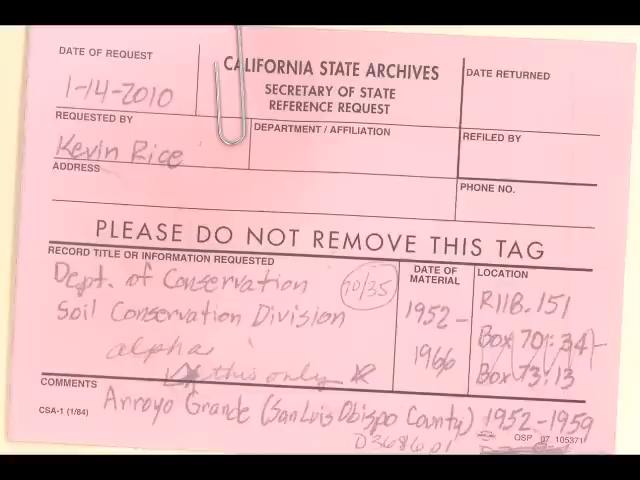 DATE OF REQUEST
1-14-2010
CALIFORNIA STATE ARCHIVES
SECRETARY OF STATE
REFERENCE REQUEST
DATE RETURNED
REQUESTED BY
Kevin Rice
DEPARTMENT / AFFILIATION
REFILED BY
ADDRESS
PHONE NO.
PLEASE DO NOT REMOVE THIS TAG
RECORD TITLE OR INFORMATION REQUESTED
Dept. of Conservation
Soil Conservation Division
alpha
this only
70/35
DATE OF
MATERIAL
1952-
1966
LOCATION
R11B.151
Box 70:34
Box 73:13
COMMENTS
Arroyo Grande (San Luis Obispo County) 1952-1959
CSA-1 (1/84)
OSP 07 105371